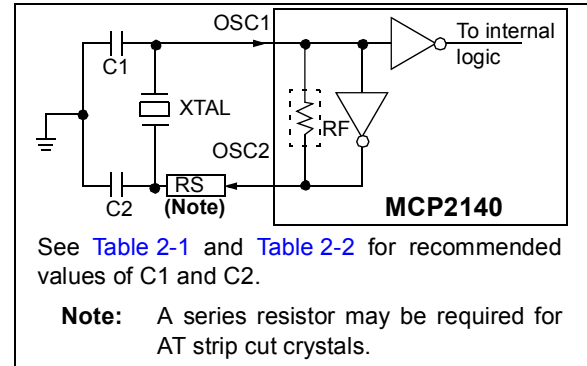 OSC1
To internal
logic
C1
XTAL
RF
OSC2
RS
C2
(Note)
MCP2140
See Table 2-1 and Table 2-2 for recommended
values of C1 and C2.
Note: A series resistor may be required for
AT strip cut crystals.